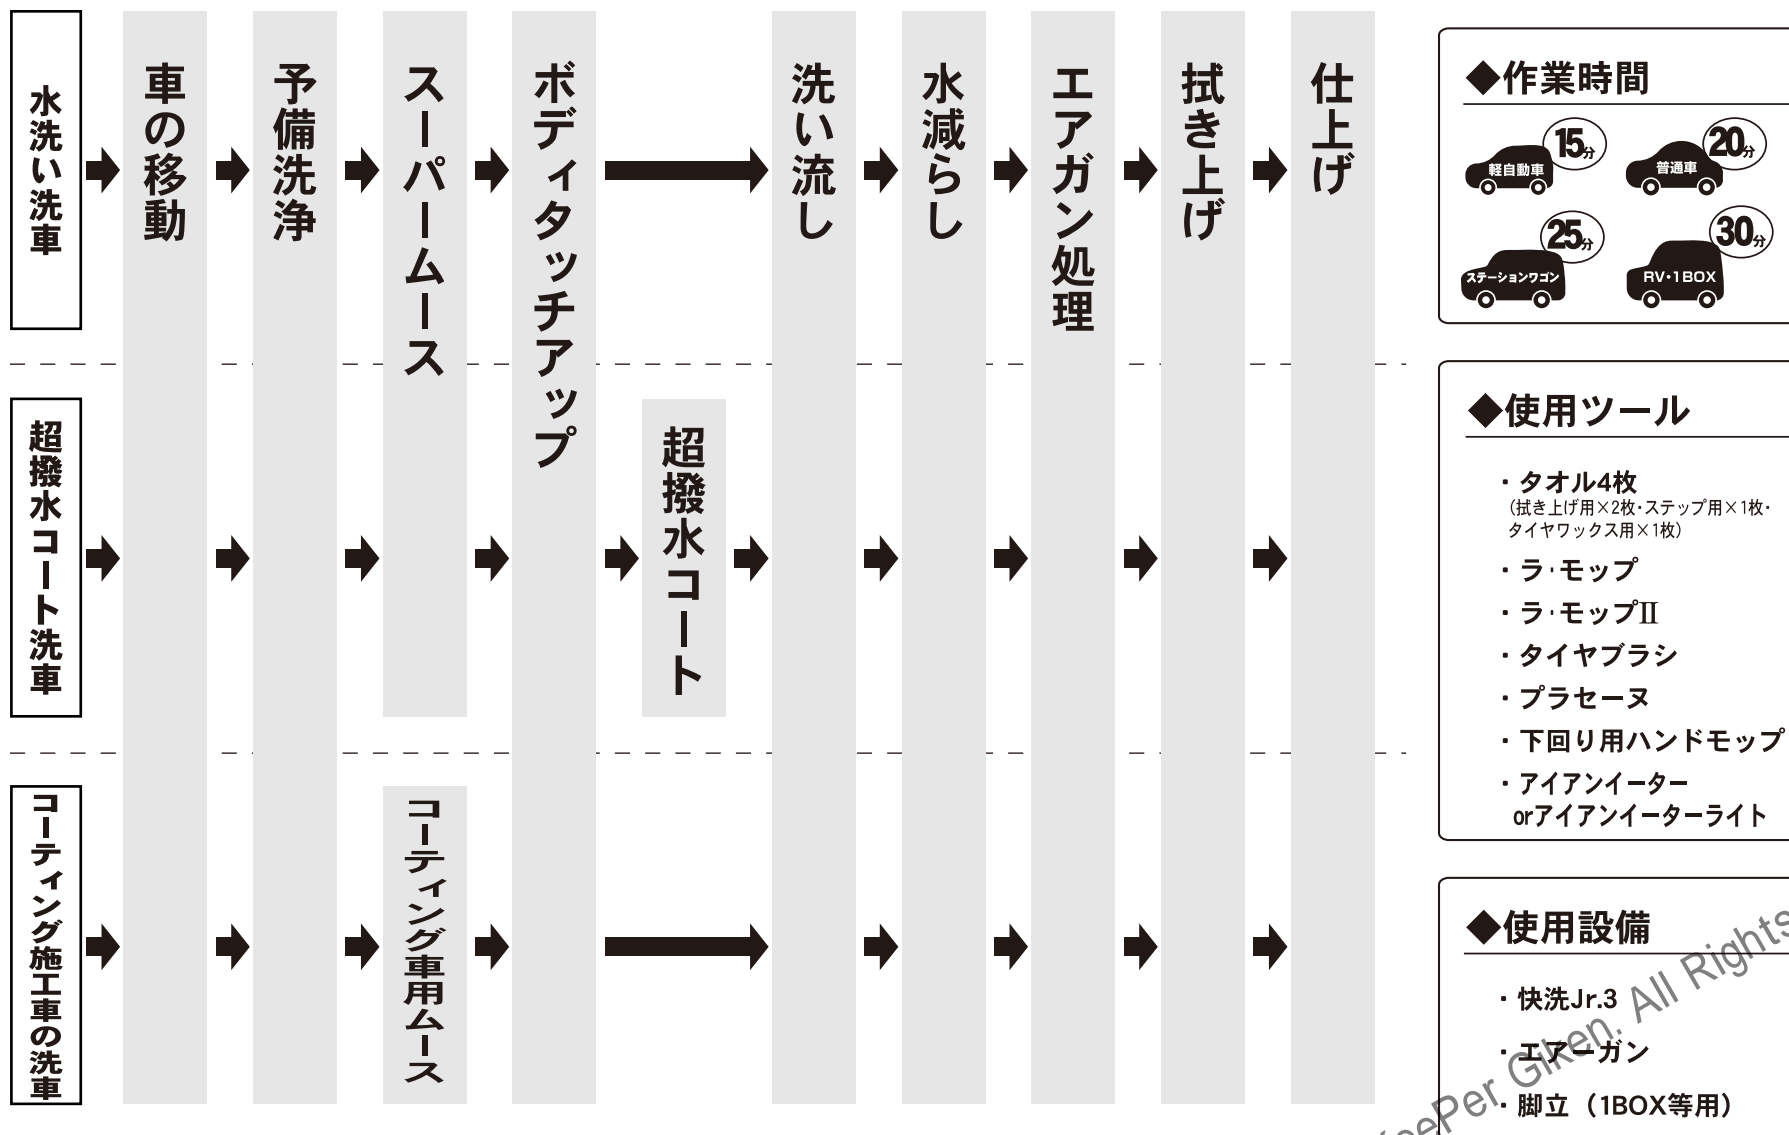 水洗い洗車
車の移動
予備洗浄
スーパームース
ボディタッチアップ
洗い流し
水減らし
エアガン処理
拭き上げ
仕上げ
超撥水コート洗車
超撥水コート
コーティング施工車の洗車
コーティング車用ムース
◆作業時間
軽自動車
15分
普通車
20分
ステーションワゴン
25分
RV・1BOX
30分
◆使用ツール
・タオル4枚
(拭き上げ用×2枚・ステップ用×1枚・
タイヤワックス用×1枚)
・ラ・モップ
・ラ・モップⅡ
・タイヤブラシ
・プラセーヌ
・下回り用ハンドモップ
・アイアンイーター
orアイアンイーターライト
◆使用設備
・快洗Jr.3
・エアーガン
・脚立（1BOX等用）
Giken. All Rights